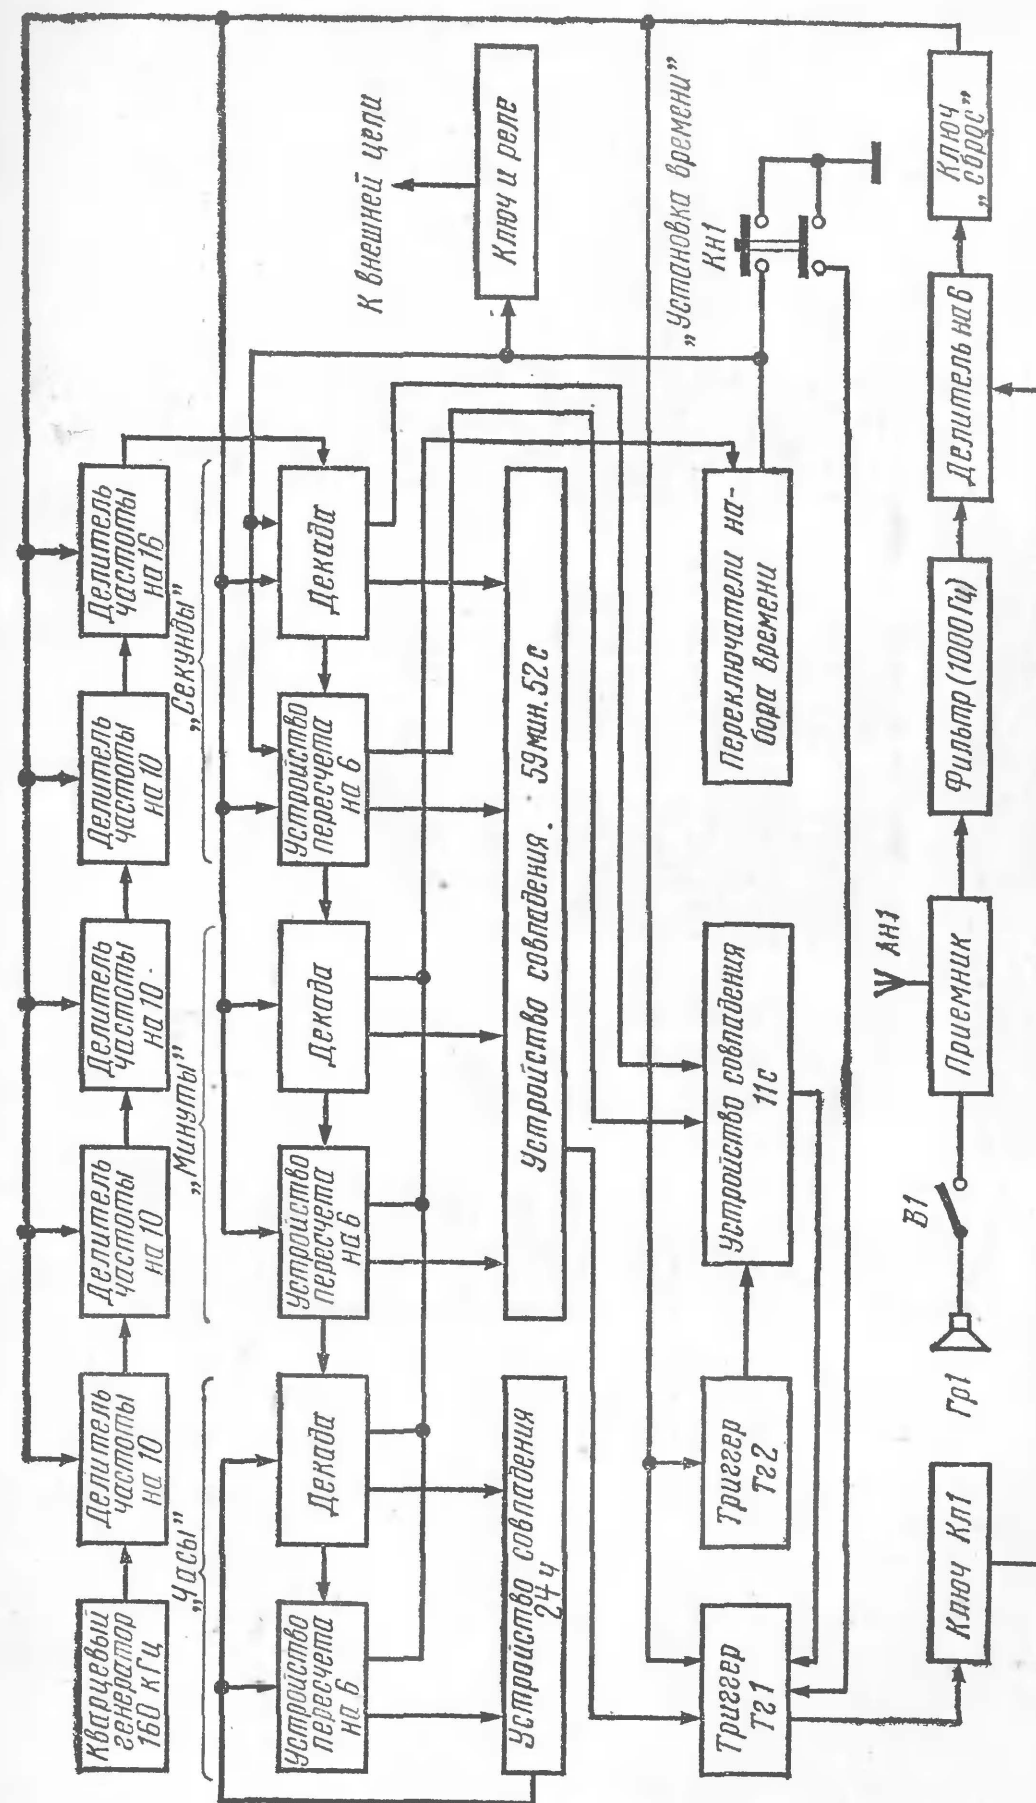 Кварцевый
генератор
160 кГц
Делитель
частоты
на 10
Делитель
частоты
на 10
Делитель
частоты
на 10.
Делитель
частоты
на 10
Делитель
частоты
на 16
„Часы”
„Минуты”
„Секунды”
Устройство
пересчета
на 6
Декада
Устройство
пересчета
на 6
Декада
Устройство
пересчета
на 6
Декада
К внешней цепи
Устройство совпадения
24 ч
Устройство совпадения. 59 мин. 52 с
Ключ и реле
Триггер
Тг1
Триггер
Тг2
Устройство совпадения
11с
Переключатели на-
бора времени
„Установка времени”
Кн1
Ключ Кл1
Гр1
В1
Приемник
Ан1
Фильтр (1000 Гц)
Делитель на 6
Ключ
„Сброс”